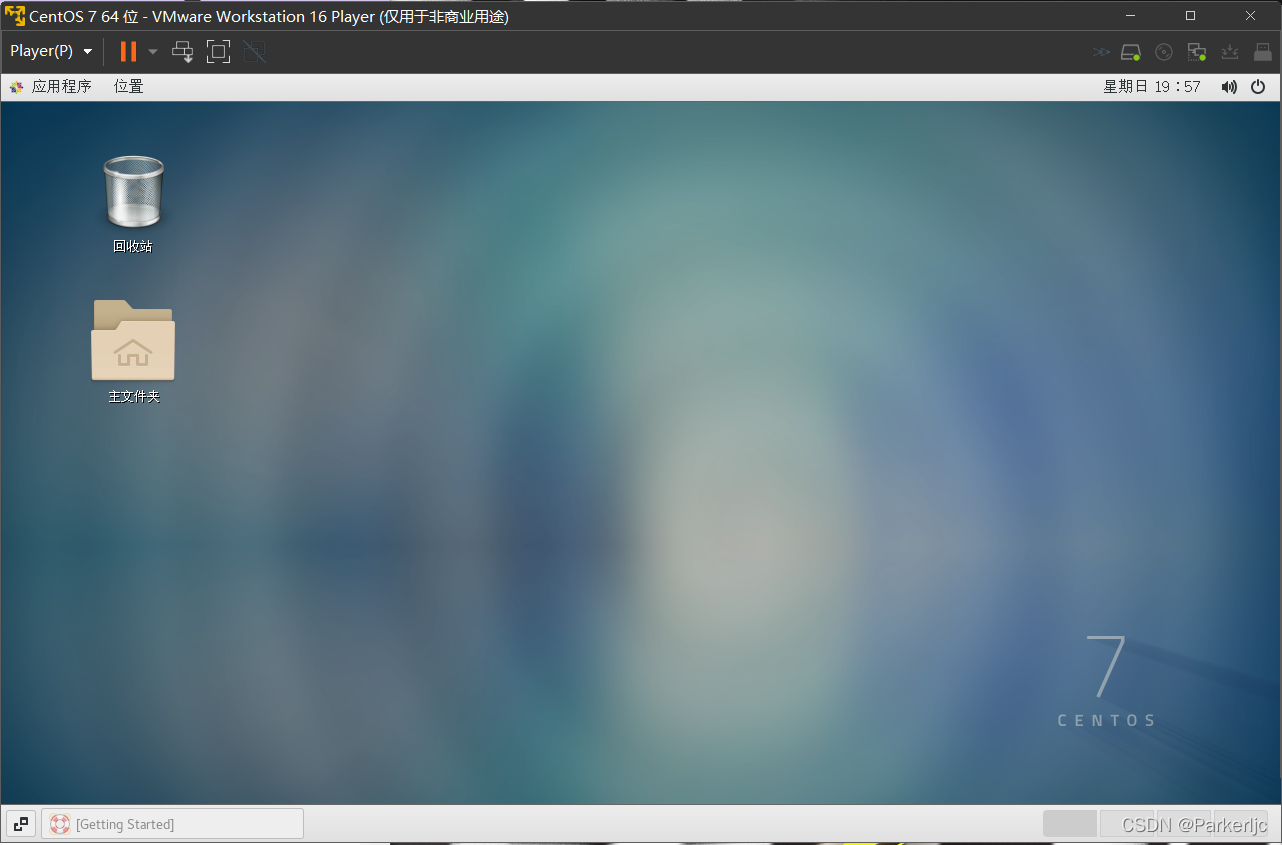 CentOS 7 64 位 - VMware Workstation 16 Player (仅用于非商业用途)
Player(P)
应用程序 位置 星期日 19：57
回收站
主文件夹
7
CENTOS
[Getting Started]
CSDN @Parkerljc